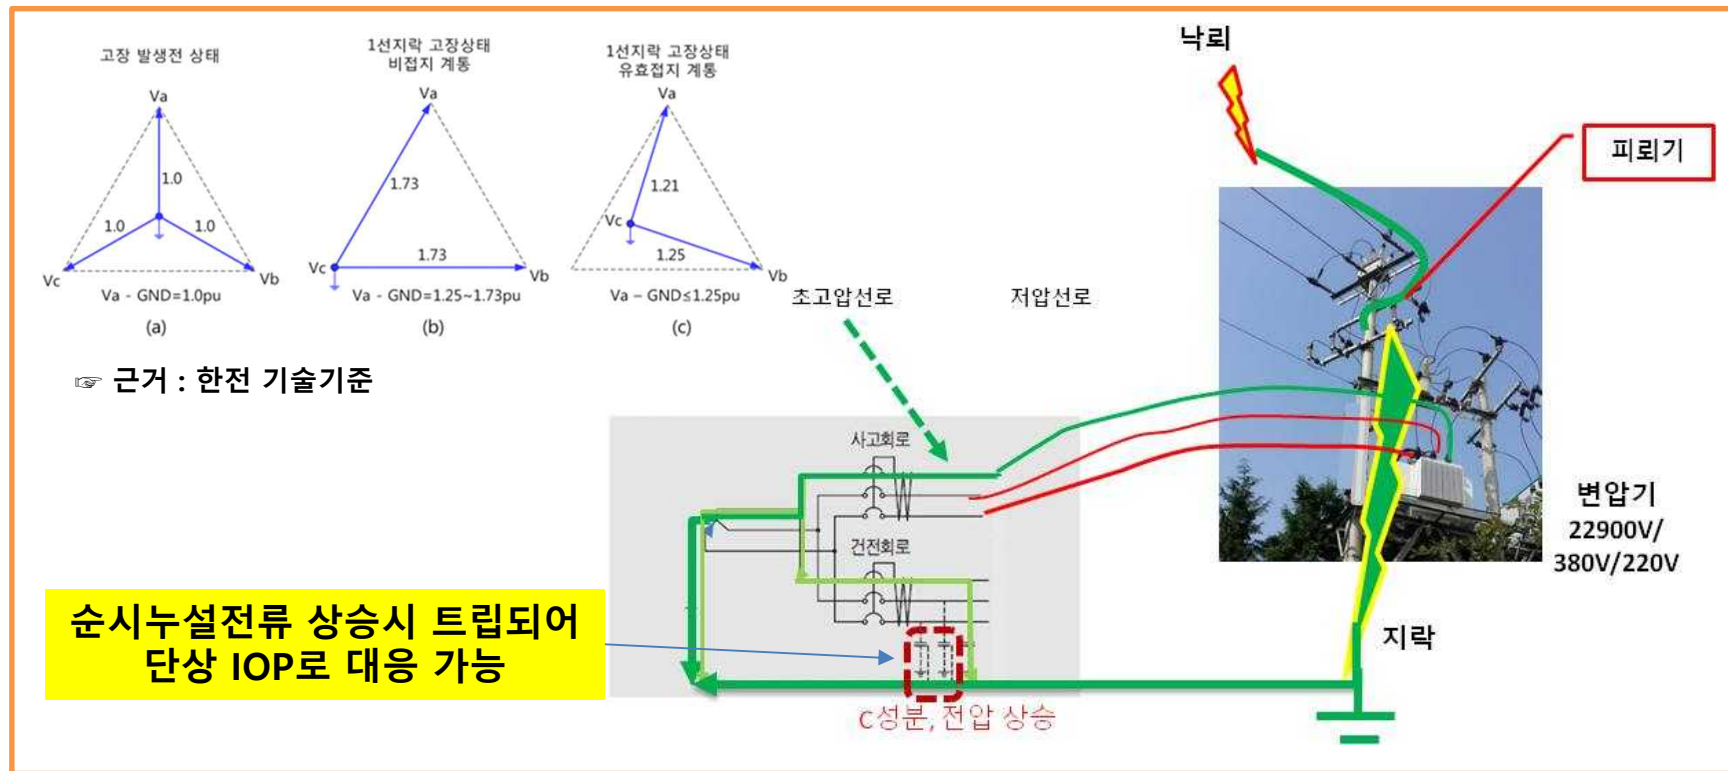 고장 발생전 상태
Va
1.0
1.0
1.0
Vc
Vb
Va - GND=1.0pu
(a)
1선지락 고장상태
비접지 계통
Va
1.73
Vc
1.73
Vb
Va - GND=1.25~1.73pu
(b)
1선지락 고장상태
유효접지 계통
Va
1.21
Vc
1.25
Vb
Va – GND≤1.25pu
(c)
☞ 근거 : 한전 기술기준
낙뢰
피뢰기
초고압선로
저압선로
사고회로
건전회로
변압기
22900V/
380V/220V
순시누설전류 상승시 트립되어
단상 IOP로 대응 가능
지락
C성분, 전압 상승